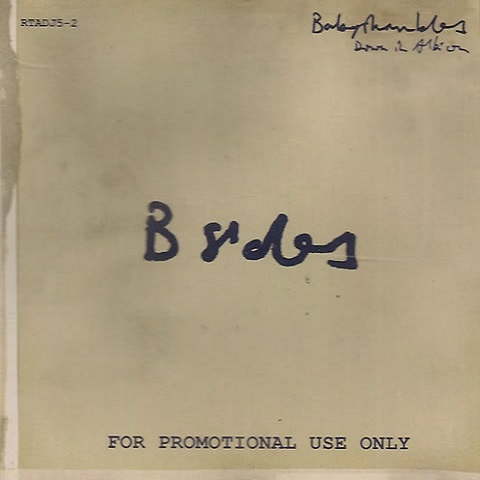 RTADJ5-2
Babyshambles
Down in Albion
B sides
FOR PROMOTIONAL USE ONLY